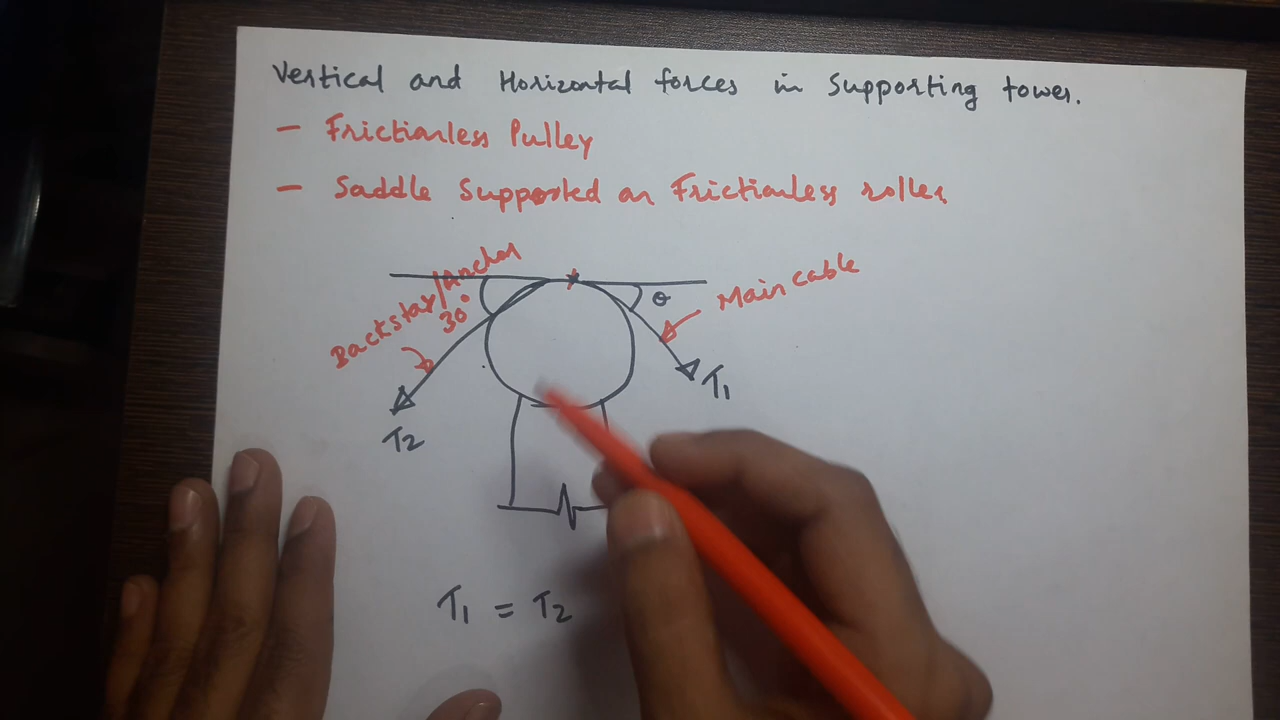 Vertical and Horizontal forces in Supporting tower.
- Frictionless Pulley
- Saddle Supported on Frictionless roller
Backstay/Anchor
30°
θ
Main cable
T2
T1
T1 = T2